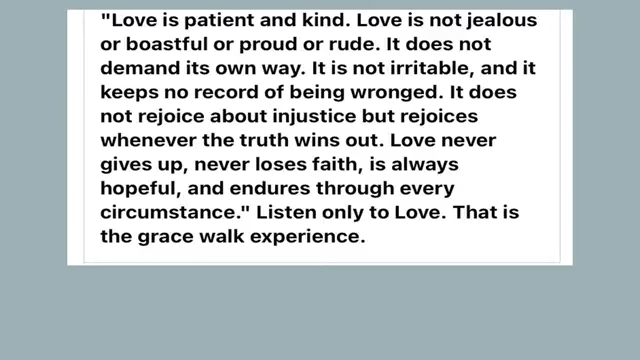 "Love is patient and kind. Love is not jealous
or boastful or proud or rude. It does not
demand its own way. It is not irritable, and it
keeps no record of being wronged. It does
not rejoice about injustice but rejoices
whenever the truth wins out. Love never
gives up, never loses faith, is always
hopeful, and endures through every
circumstance." Listen only to Love. That is
the grace walk experience.